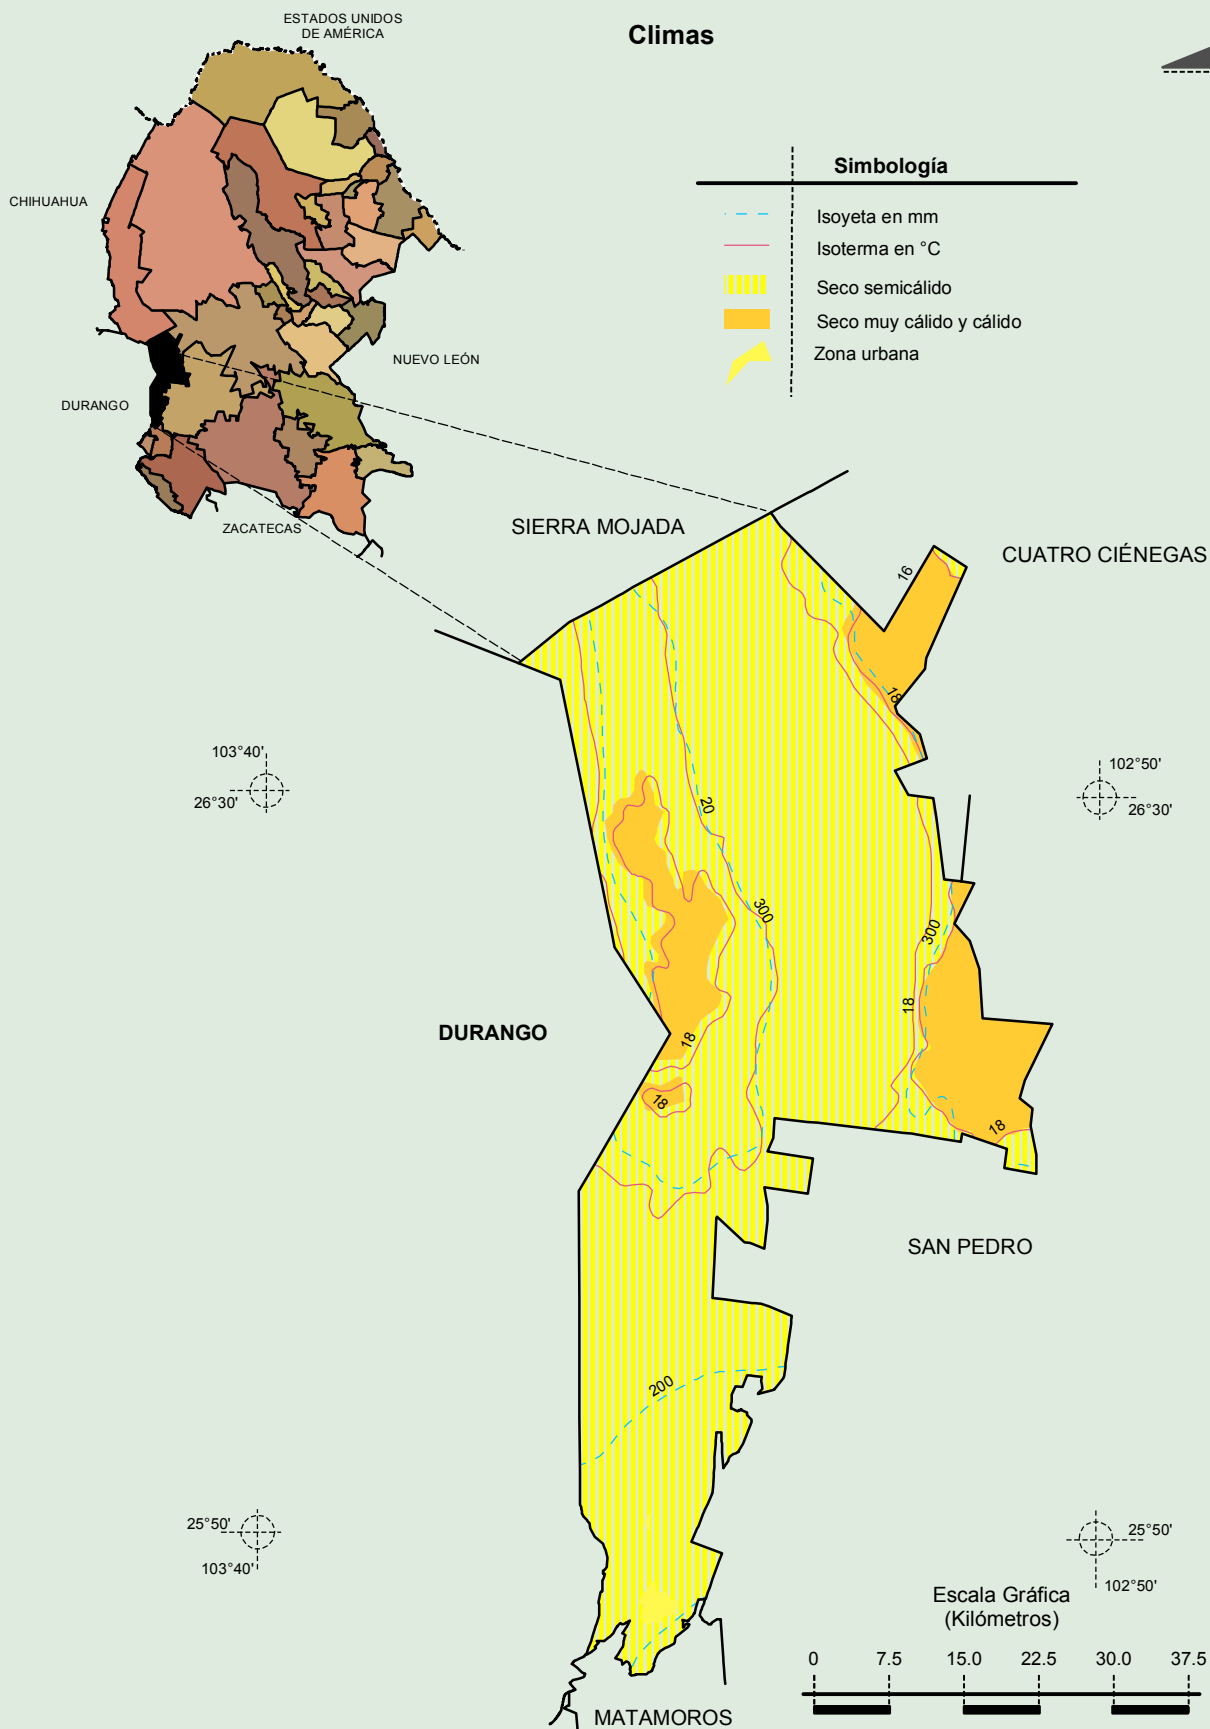 Climas
ESTADOS UNIDOS
DE AMÉRICA
CHIHUAHUA
NUEVO LEÓN
DURANGO
ZACATECAS
Simbología
Isoyeta en mm
Isoterma en °C
Seco semicálido
Seco muy cálido y cálido
Zona urbana
SIERRA MOJADA
CUATRO CIÉNEGAS
16
18
103°40'
26°30'
102°50'
26°30'
20
300
300
18
DURANGO
18
18
18
SAN PEDRO
200
25°50'
103°40'
25°50'
102°50'
Escala Gráfica
(Kilómetros)
0 7.5 15.0 22.5 30.0 37.5
MATAMOROS